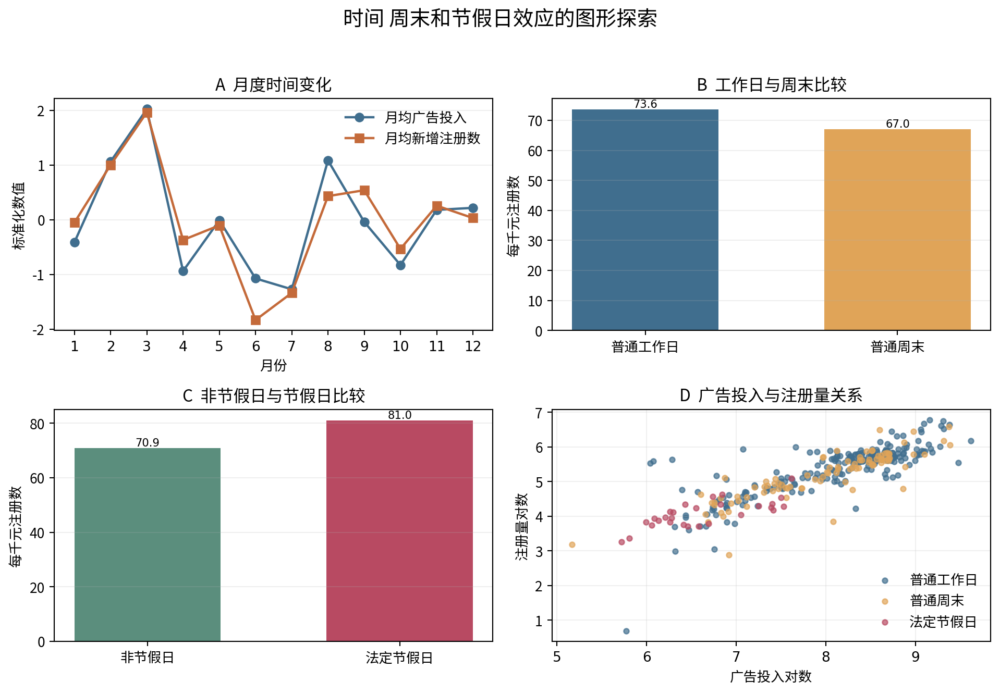 时间 周末和节假日效应的图形探索
A 月度时间变化
标准化数值
2
1
0
-1
-2
月均广告投入
月均新增注册数
1 2 3 4 5 6 7 8 9 10 11 12
月份
B 工作日与周末比较
每千元注册数
70
60
50
40
30
20
10
0
73.6
67.0
普通工作日 普通周末
C 非节假日与节假日比较
每千元注册数
80
60
40
20
0
70.9
81.0
非节假日 法定节假日
D 广告投入与注册量关系
注册量对数
7
6
5
4
3
2
1
普通工作日
普通周末
法定节假日
5 6 7 8 9
广告投入对数